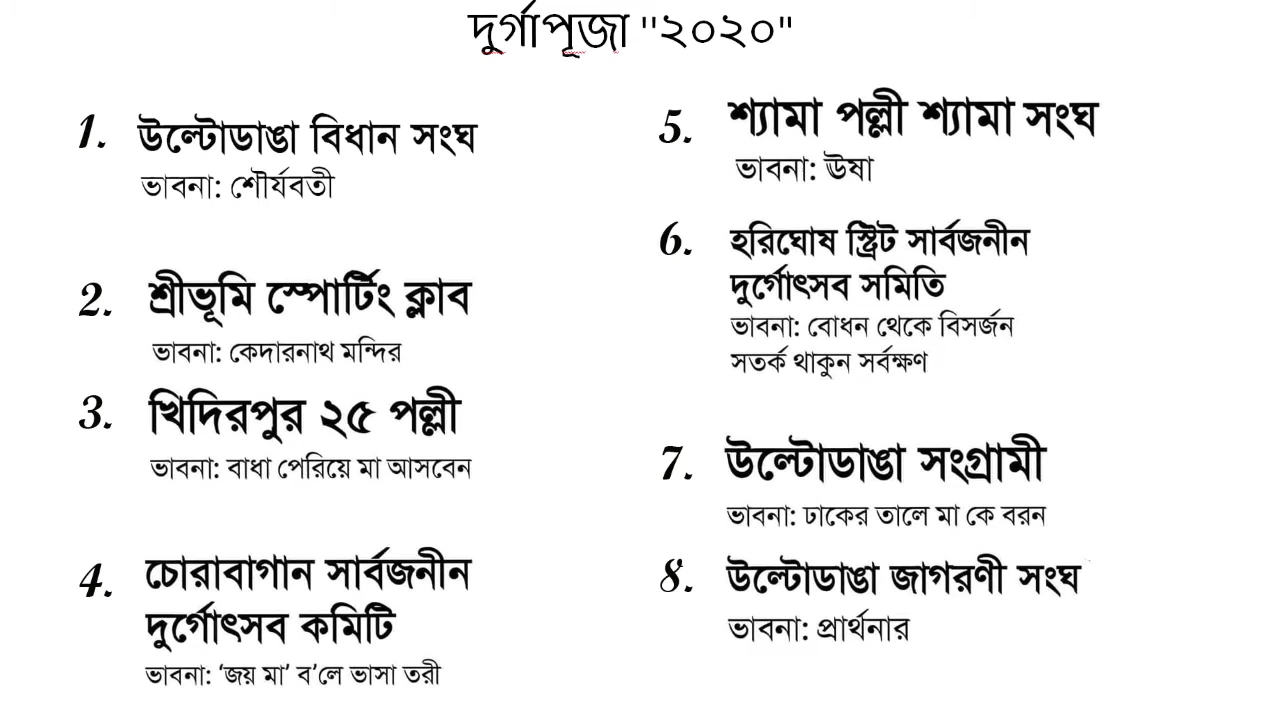 দুর্গাপূজা "২০২০"
1. উল্টোডাঙা বিধান সংঘ
ভাবনা: শৌর্যবতী
2. শ্রীভূমি স্পোর্টিং ক্লাব
ভাবনা: কেদারনাথ মন্দির
3. খিদিরপুর ২৫ পল্লী
ভাবনা: বাধা পেরিয়ে মা আসবেন
4. চোরাবাগান সার্বজনীন
দুর্গোৎসব কমিটি
ভাবনা: ‘জয় মা’ ব’লে ভাসা তরী
5. শ্যামা পল্লী শ্যামা সংঘ
ভাবনা: ঊষা
6. হরিঘোষ স্ট্রিট সার্বজনীন
দুর্গোৎসব সমিতি
ভাবনা: বোধন থেকে বিসর্জন
সতর্ক থাকুন সর্বক্ষণ
7. উল্টোডাঙা সংগ্রামী
ভাবনা: ঢাকের তালে মা কে বরন
8. উল্টোডাঙা জাগরণী সংঘ
ভাবনা: প্রার্থনার